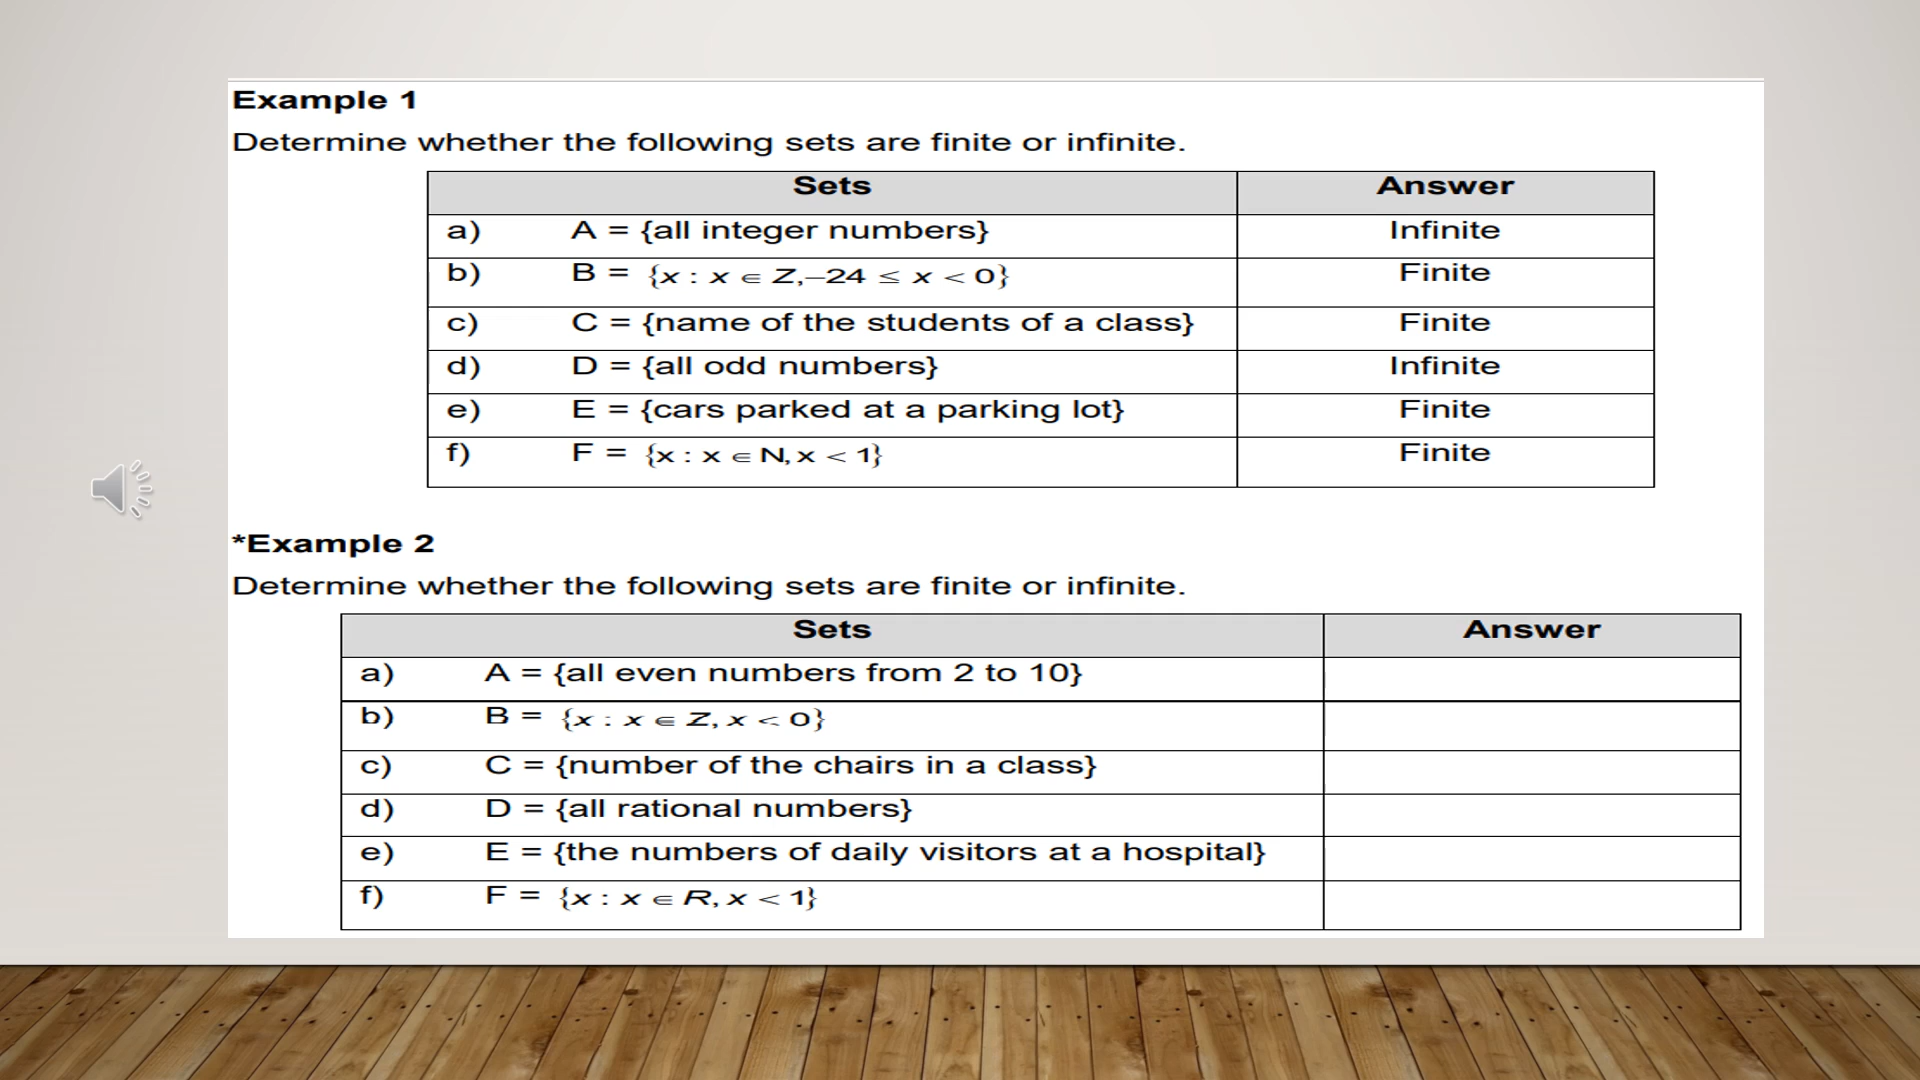 Example 1
Determine whether the following sets are finite or infinite.
Sets Answer
a) A = {all integer numbers} Infinite
b) B = {x : x ∈ Z,–24 ≤ x < 0} Finite
c) C = {name of the students of a class} Finite
d) D = {all odd numbers} Infinite
e) E = {cars parked at a parking lot} Finite
f) F = {x : x ∈ N, x < 1} Finite
*Example 2
Determine whether the following sets are finite or infinite.
Sets Answer
a) A = {all even numbers from 2 to 10}
b) B = {x : x ∈ Z, x < 0}
c) C = {number of the chairs in a class}
d) D = {all rational numbers}
e) E = {the numbers of daily visitors at a hospital}
f) F = {x : x ∈ R, x < 1}